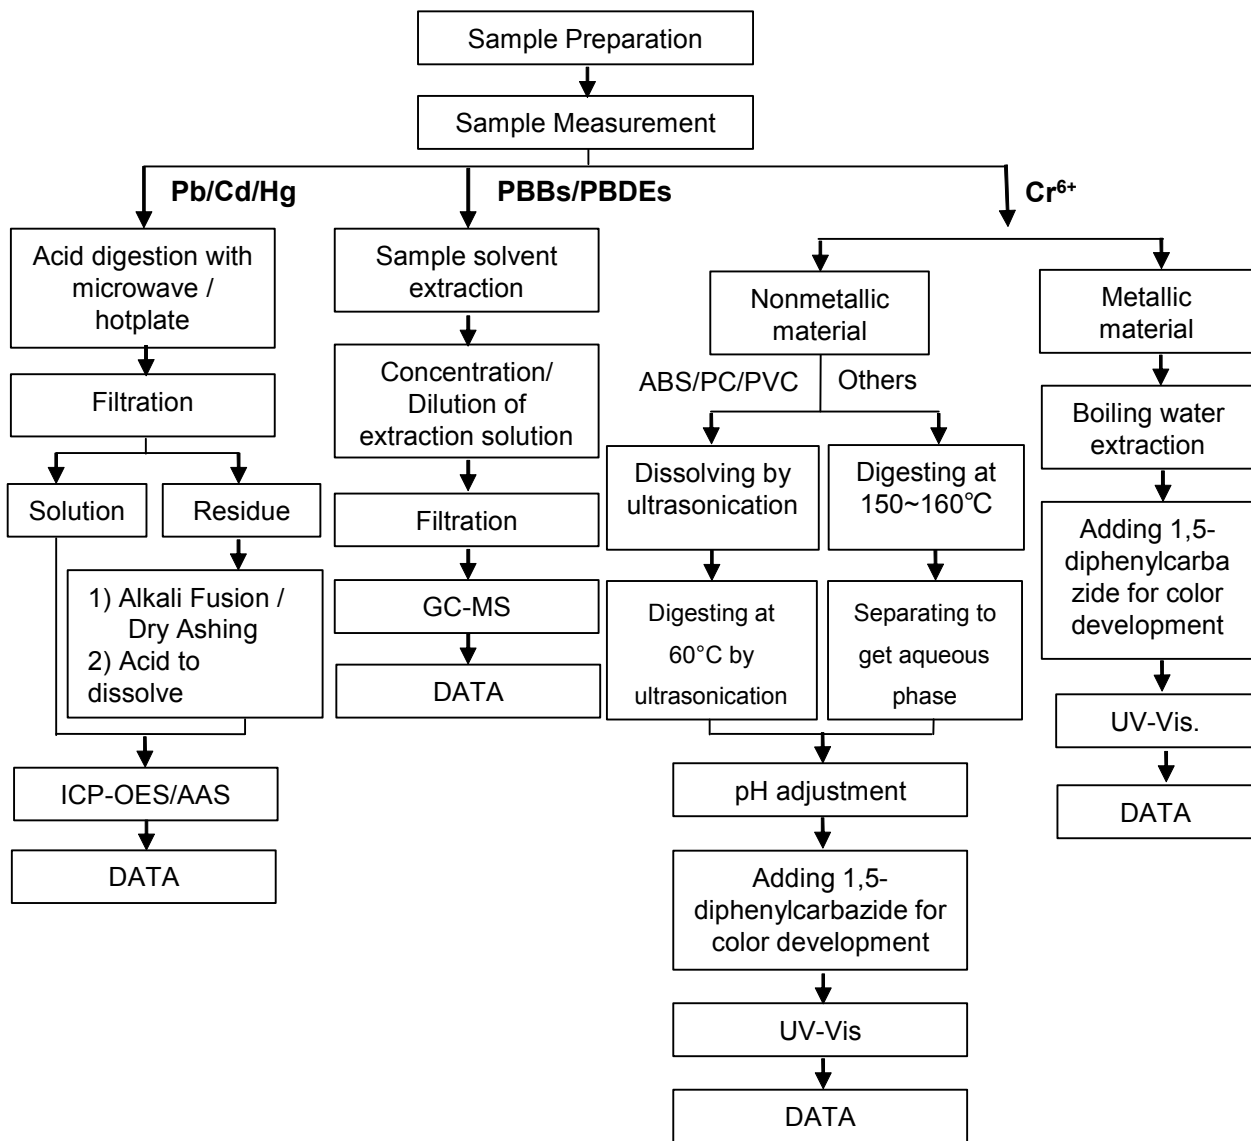 Sample Preparation
Sample Measurement
Pb/Cd/Hg
PBBs/PBDEs
Cr⁶⁺
Acid digestion with
microwave /
hotplate
Filtration
Solution
Residue
1) Alkali Fusion /
Dry Ashing
2) Acid to
dissolve
ICP-OES/AAS
DATA
Sample solvent
extraction
Concentration/
Dilution of
extraction solution
Filtration
GC-MS
DATA
Nonmetallic
material
ABS/PC/PVC
Others
Dissolving by
ultrasonication
Digesting at
60°C by
ultrasonication
Digesting at
150~160℃
Separating to
get aqueous
phase
pH adjustment
Adding 1,5-
diphenylcarbazide for
color development
UV-Vis
DATA
Metallic
material
Boiling water
extraction
Adding 1,5-
diphenylcarba
zide for color
development
UV-Vis.
DATA